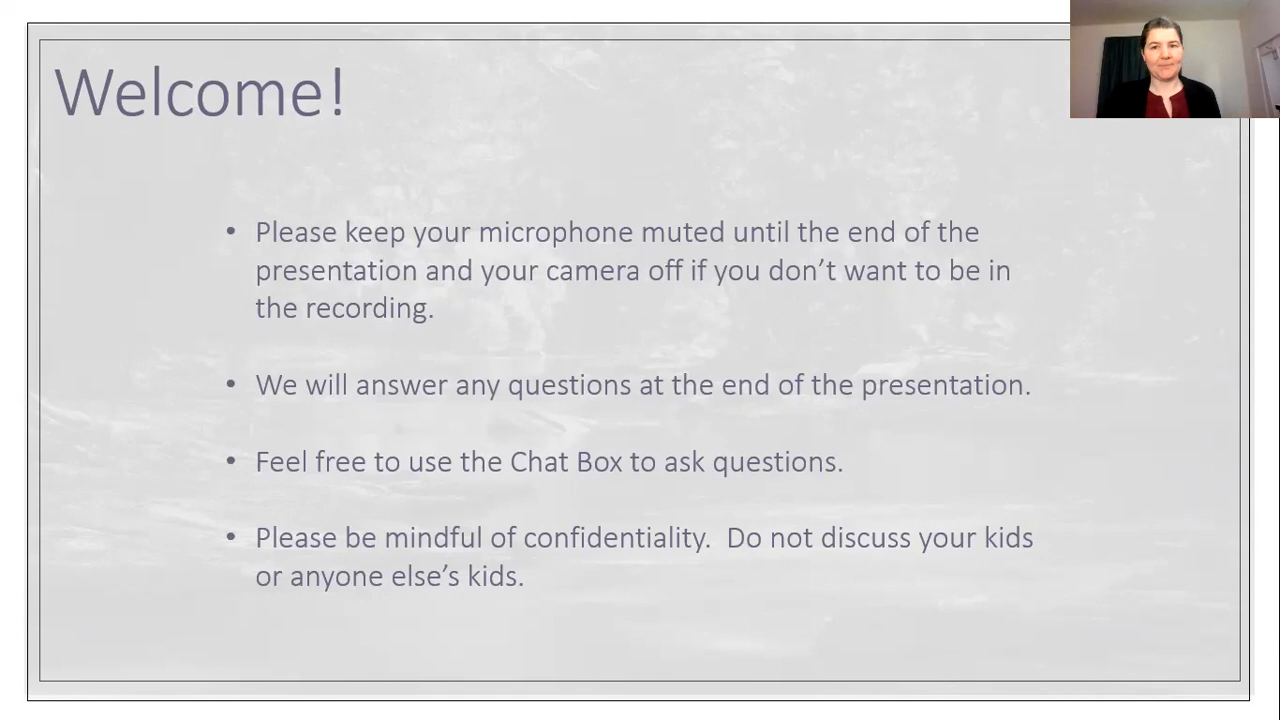 Welcome!
• Please keep your microphone muted until the end of the
presentation and your camera off if you don’t want to be in
the recording.
• We will answer any questions at the end of the presentation.
• Feel free to use the Chat Box to ask questions.
• Please be mindful of confidentiality.  Do not discuss your kids
or anyone else’s kids.